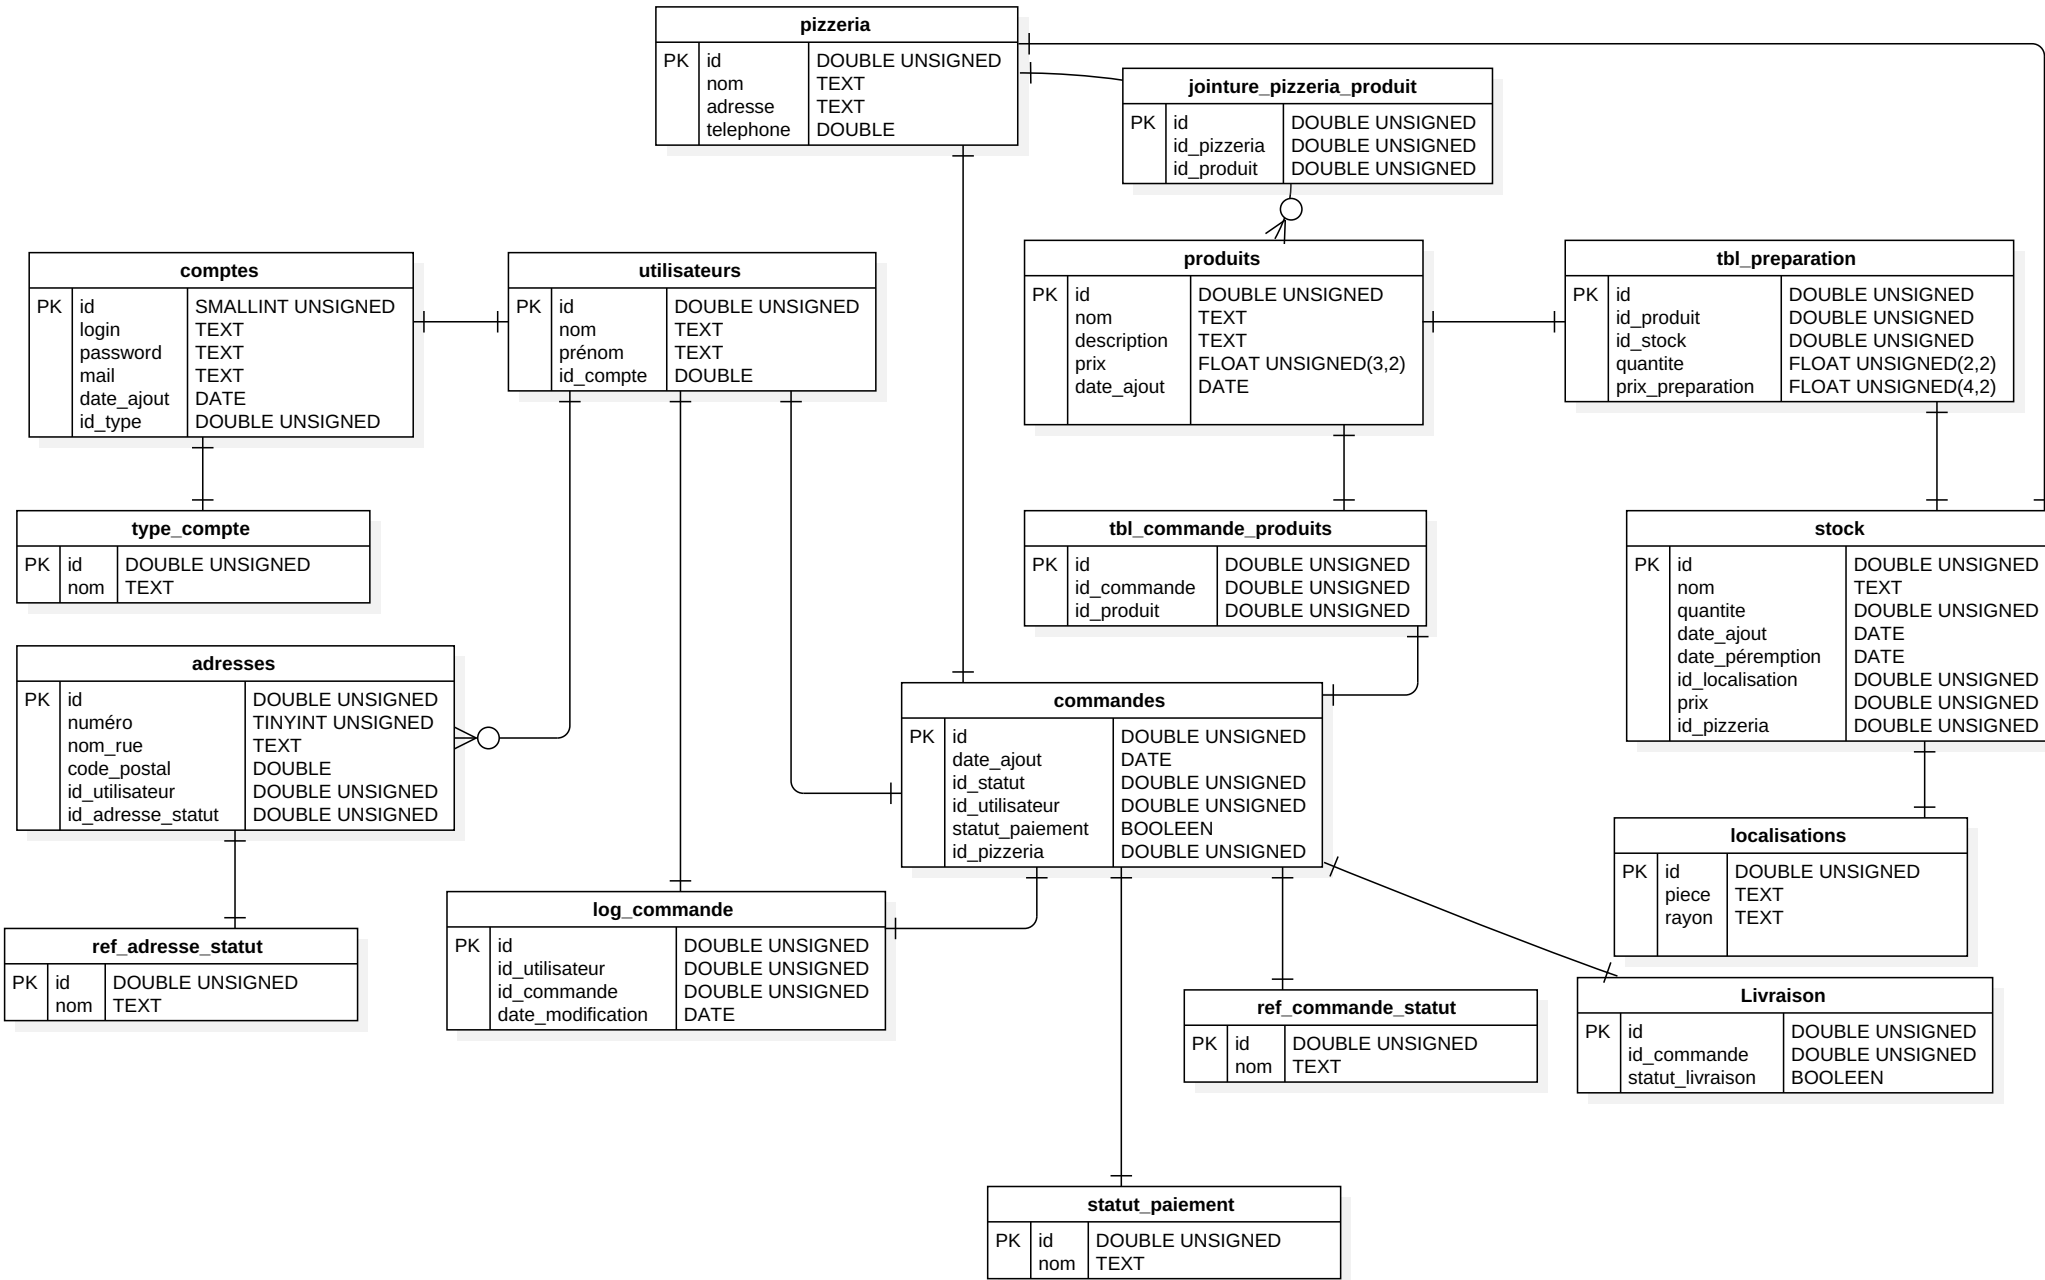 pizzeria
PK id DOUBLE UNSIGNED
nom TEXT
adresse TEXT
telephone DOUBLE
jointure_pizzeria_produit
PK id DOUBLE UNSIGNED
id_pizzeria DOUBLE UNSIGNED
id_produit DOUBLE UNSIGNED
comptes
PK id SMALLINT UNSIGNED
login TEXT
password TEXT
mail TEXT
date_ajout DATE
id_type DOUBLE UNSIGNED
utilisateurs
PK id DOUBLE UNSIGNED
nom TEXT
prénom TEXT
id_compte DOUBLE
produits
PK id DOUBLE UNSIGNED
nom TEXT
description TEXT
prix FLOAT UNSIGNED(3,2)
date_ajout DATE
tbl_preparation
PK id DOUBLE UNSIGNED
id_produit DOUBLE UNSIGNED
id_stock DOUBLE UNSIGNED
quantite FLOAT UNSIGNED(2,2)
prix_preparation FLOAT UNSIGNED(4,2)
type_compte
PK id DOUBLE UNSIGNED
nom TEXT
tbl_commande_produits
PK id DOUBLE UNSIGNED
id_commande DOUBLE UNSIGNED
id_produit DOUBLE UNSIGNED
stock
PK id DOUBLE UNSIGNED
nom TEXT
quantite DOUBLE UNSIGNED
date_ajout DATE
date_péremption DATE
id_localisation DOUBLE UNSIGNED
prix DOUBLE UNSIGNED
id_pizzeria DOUBLE UNSIGNED
adresses
PK id DOUBLE UNSIGNED
numéro TINYINT UNSIGNED
nom_rue TEXT
code_postal DOUBLE
id_utilisateur DOUBLE UNSIGNED
id_adresse_statut DOUBLE UNSIGNED
commandes
PK id DOUBLE UNSIGNED
date_ajout DATE
id_statut DOUBLE UNSIGNED
id_utilisateur DOUBLE UNSIGNED
statut_paiement BOOLEEN
id_pizzeria DOUBLE UNSIGNED
localisations
PK id DOUBLE UNSIGNED
piece TEXT
rayon TEXT
ref_adresse_statut
PK id DOUBLE UNSIGNED
nom TEXT
log_commande
PK id DOUBLE UNSIGNED
id_utilisateur DOUBLE UNSIGNED
id_commande DOUBLE UNSIGNED
date_modification DATE
ref_commande_statut
PK id DOUBLE UNSIGNED
nom TEXT
Livraison
PK id DOUBLE UNSIGNED
id_commande DOUBLE UNSIGNED
statut_livraison BOOLEEN
statut_paiement
PK id DOUBLE UNSIGNED
nom TEXT